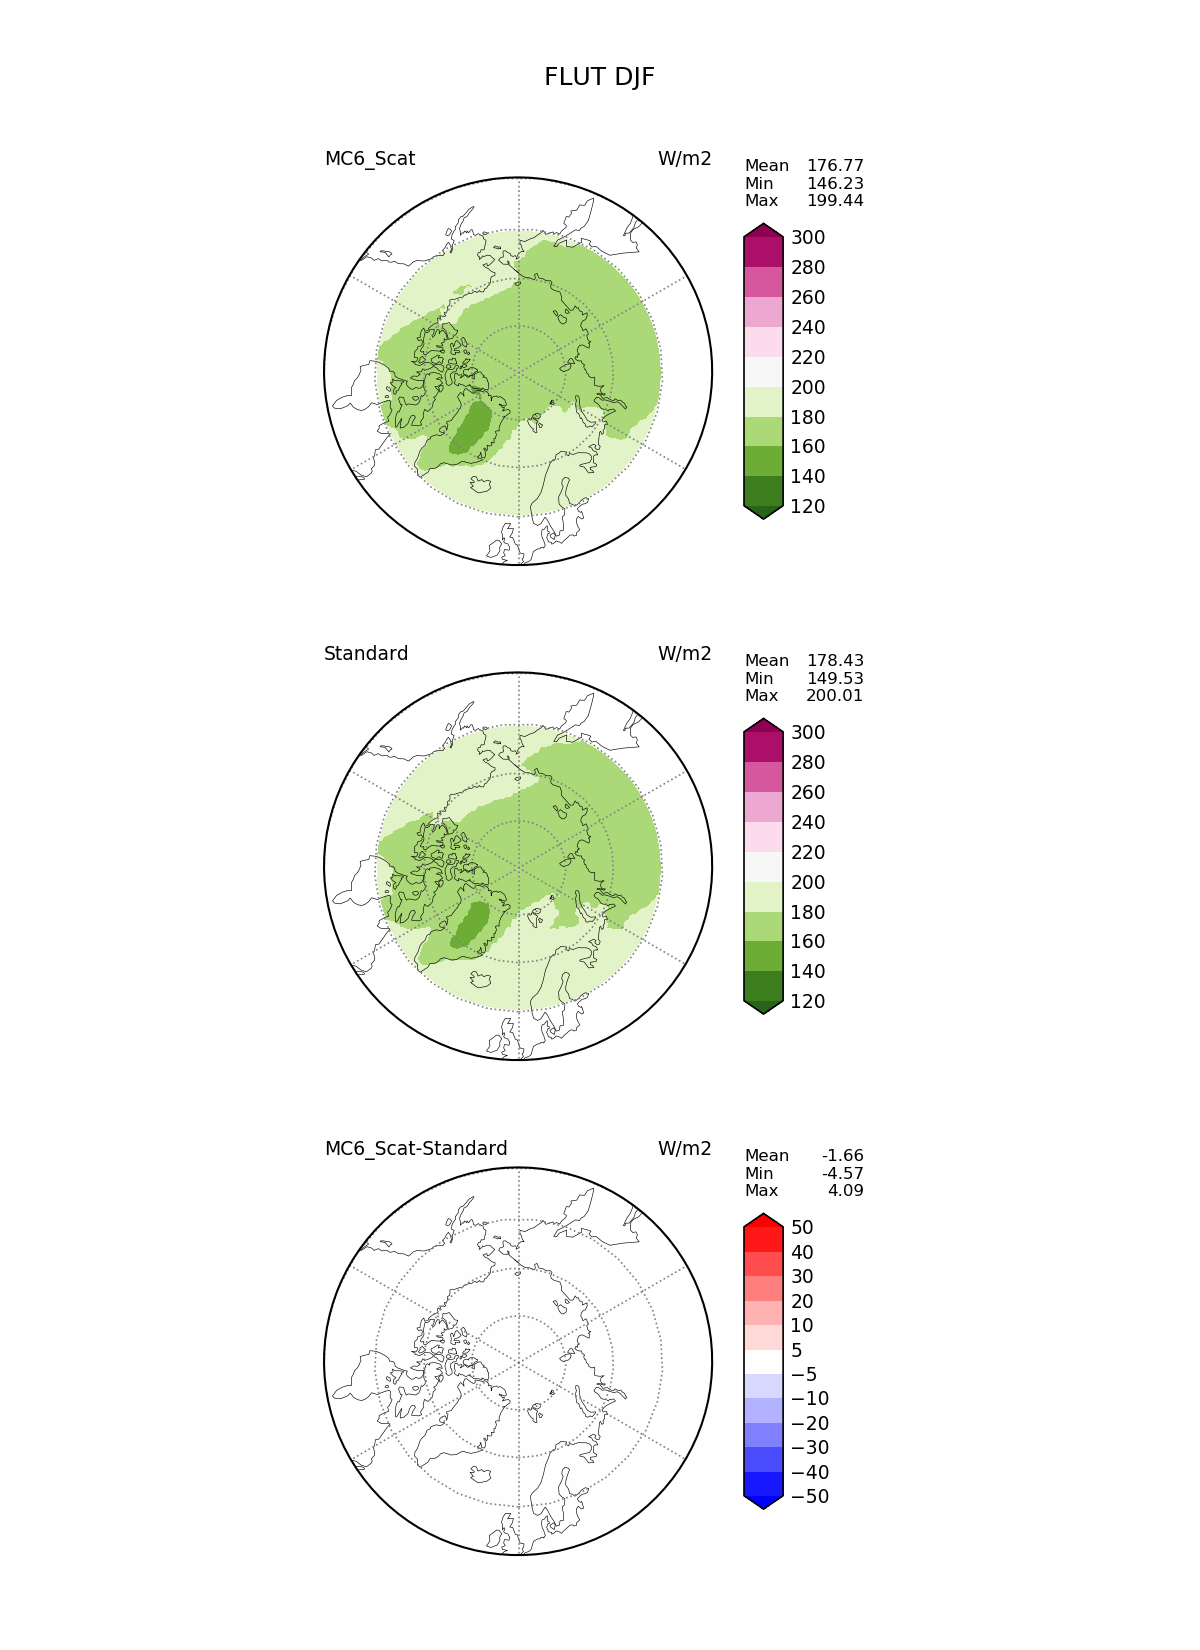 FLUT DJF
MC6_Scat W/m2
Mean 176.77
Min 146.23
Max 199.44
300
280
260
240
220
200
180
160
140
120
Standard W/m2
Mean 178.43
Min 149.53
Max 200.01
300
280
260
240
220
200
180
160
140
120
MC6_Scat-Standard W/m2
Mean -1.66
Min -4.57
Max 4.09
50
40
30
20
10
5
−5
−10
−20
−30
−40
−50